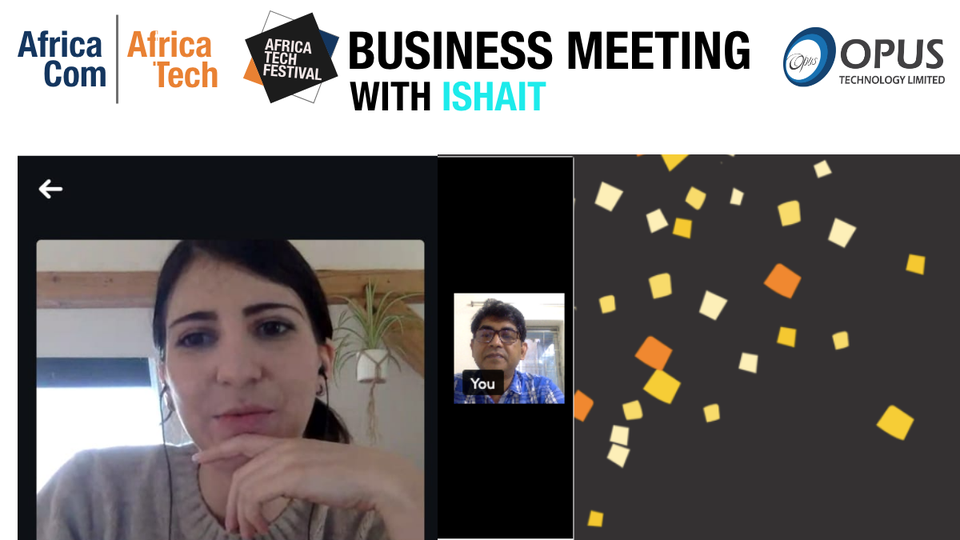 Africa
Com
Africa
Tech
AFRICA
TECH
FESTIVAL
BUSINESS MEETING
WITH ISHAIT
Opus
OPUS
TECHNOLOGY LIMITED
You